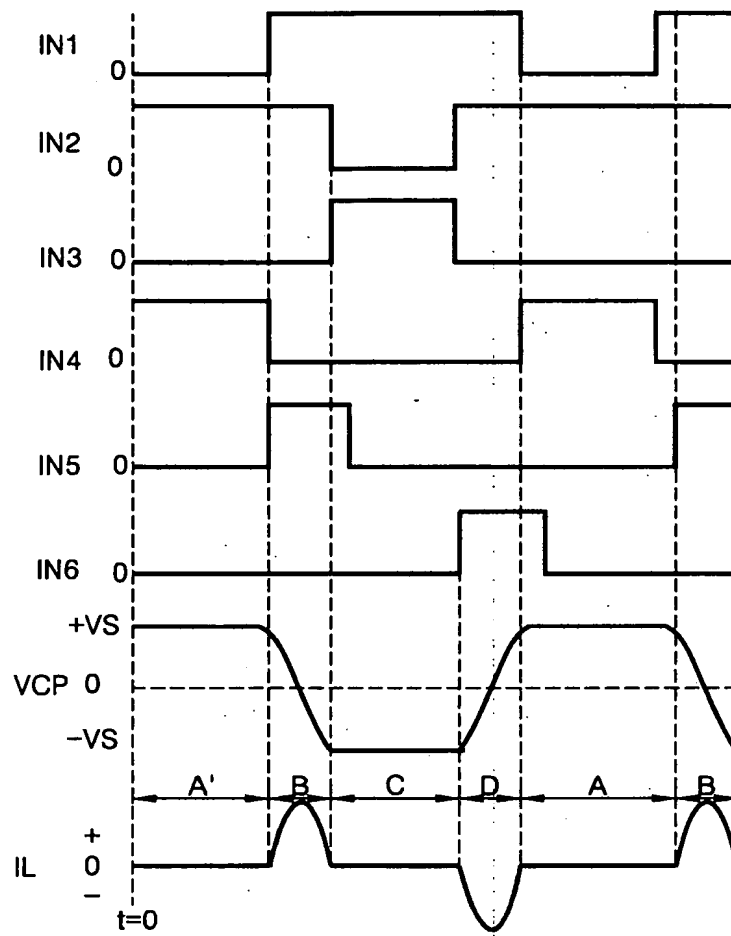 IN1
0
IN2
0
IN3 0
IN4 0
IN5 0
IN6 0
+VS
VCP 0
−VS
A' B C D A B
+
IL 0
−
t=0